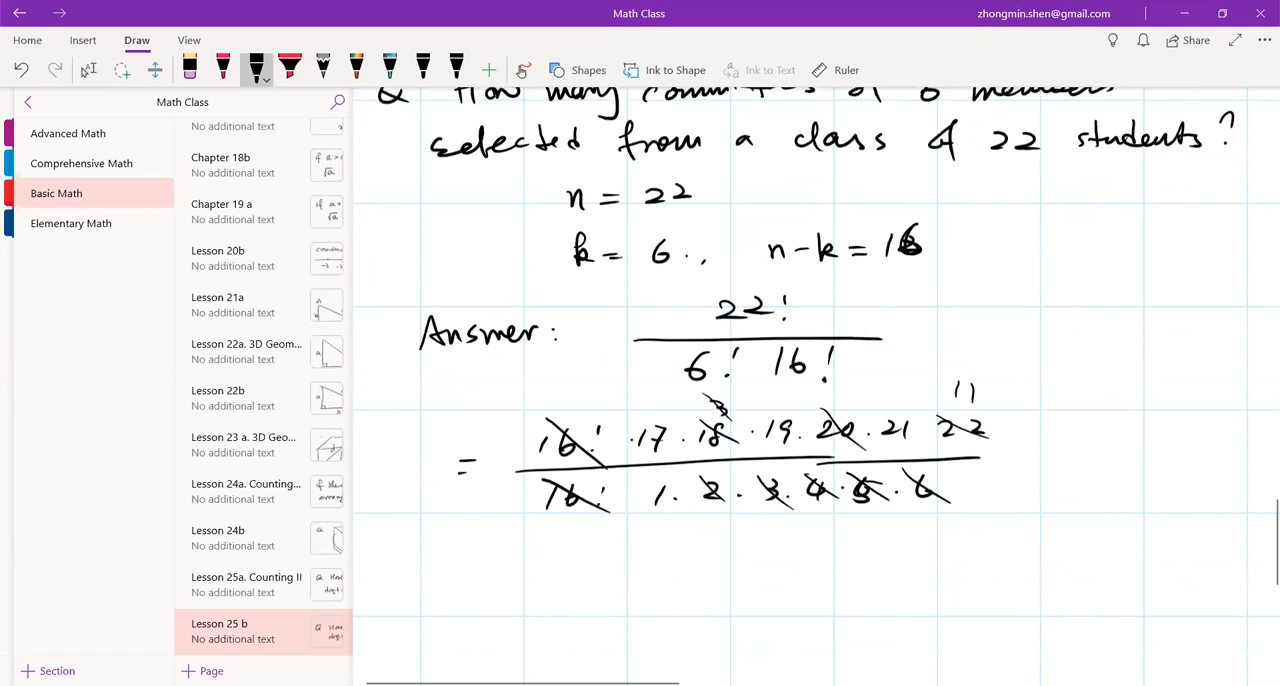 Math Class
zhongmin.shen@gmail.com
Home
Insert
Draw
View
Shapes
Ink to Shape
Ink to Text
Ruler
Share
Math Class
Advanced Math
Comprehensive Math
Basic Math
Elementary Math
No additional text
Chapter 18b
No additional text
Chapter 19 a
No additional text
Lesson 20b
No additional text
Lesson 21a
No additional text
Lesson 22a. 3D Geom...
No additional text
Lesson 22b
No additional text
Lesson 23 a. 3D Geo...
No additional text
Lesson 24a. Counting...
No additional text
Lesson 24b
No additional text
Lesson 25a. Counting II
No additional text
Lesson 25 b
No additional text
Section
Page
Q How many of 6 members
selected from a class of 22 students?
n = 22
k = 6 . , n - k = 16
Answer: 22! / 6! 16!
3 11
= 16! · 17 · 18 · 19 · 20 · 21 22
16! 1 · 2 · 3 · 4 · 5 · 6